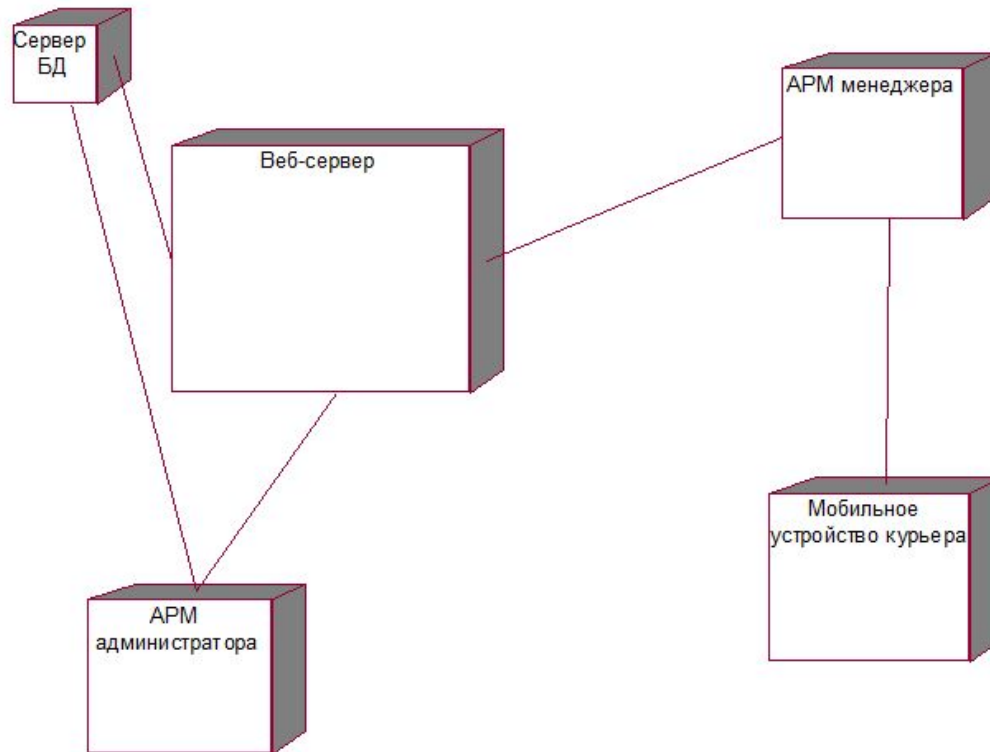 Сервер
БД
АРМ менеджера
Веб-сервер
Мобильное
устройство курьера
АРМ
администратора